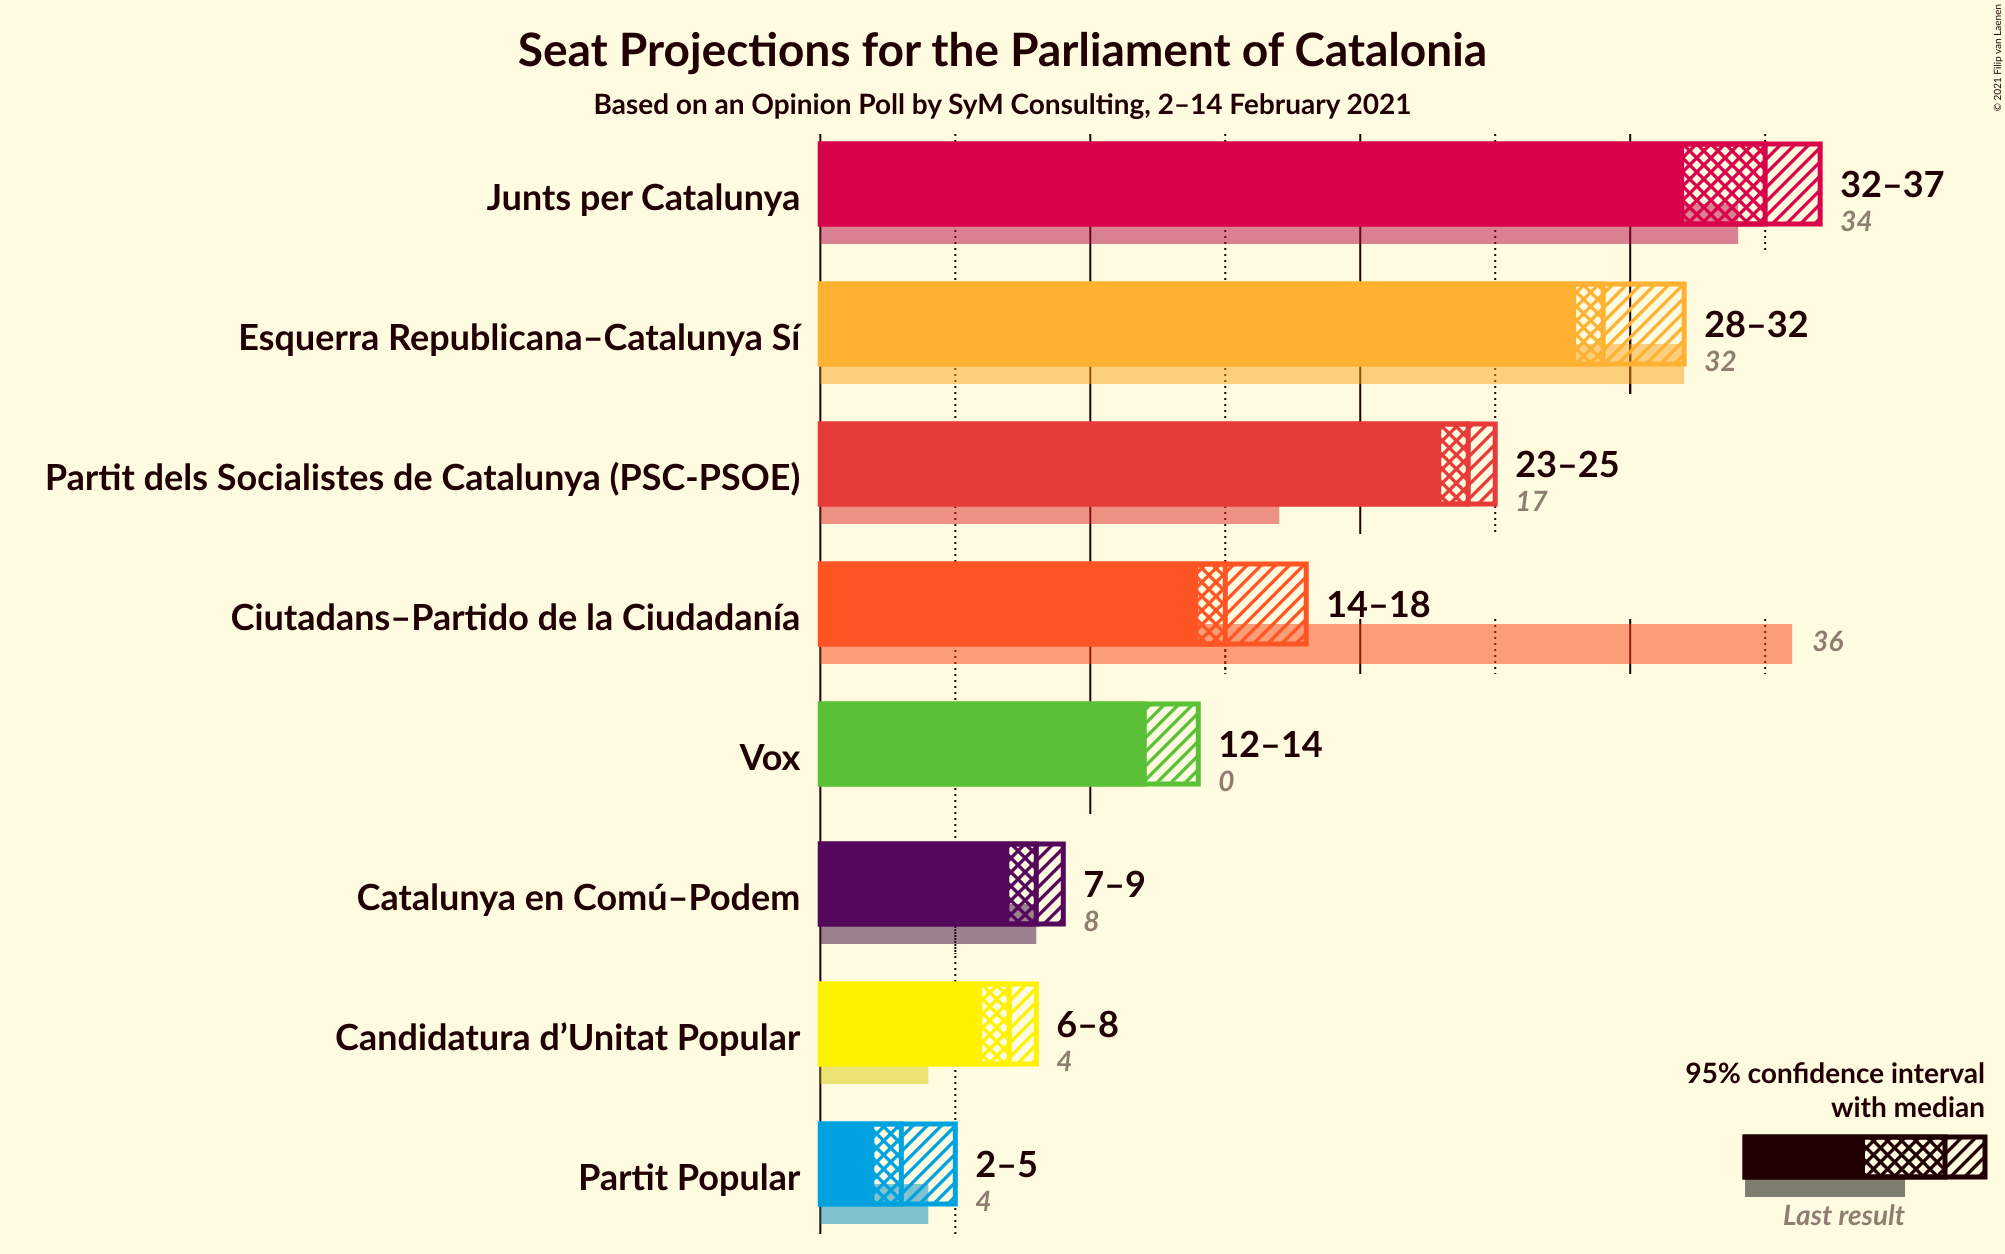 Seat Projections for the Parliament of Catalonia
Based on an Opinion Poll by SyM Consulting, 2–14 February 2021
© 2021 Filip van Laenen
Junts per Catalunya
32–37
34
Esquerra Republicana–Catalunya Sí
28–32
32
Partit dels Socialistes de Catalunya (PSC-PSOE)
23–25
17
Ciutadans–Partido de la Ciudadanía
14–18
36
Vox
12–14
0
Catalunya en Comú–Podem
7–9
8
Candidatura d’Unitat Popular
6–8
4
Partit Popular
2–5
4
95% confidence interval
with median
Last result